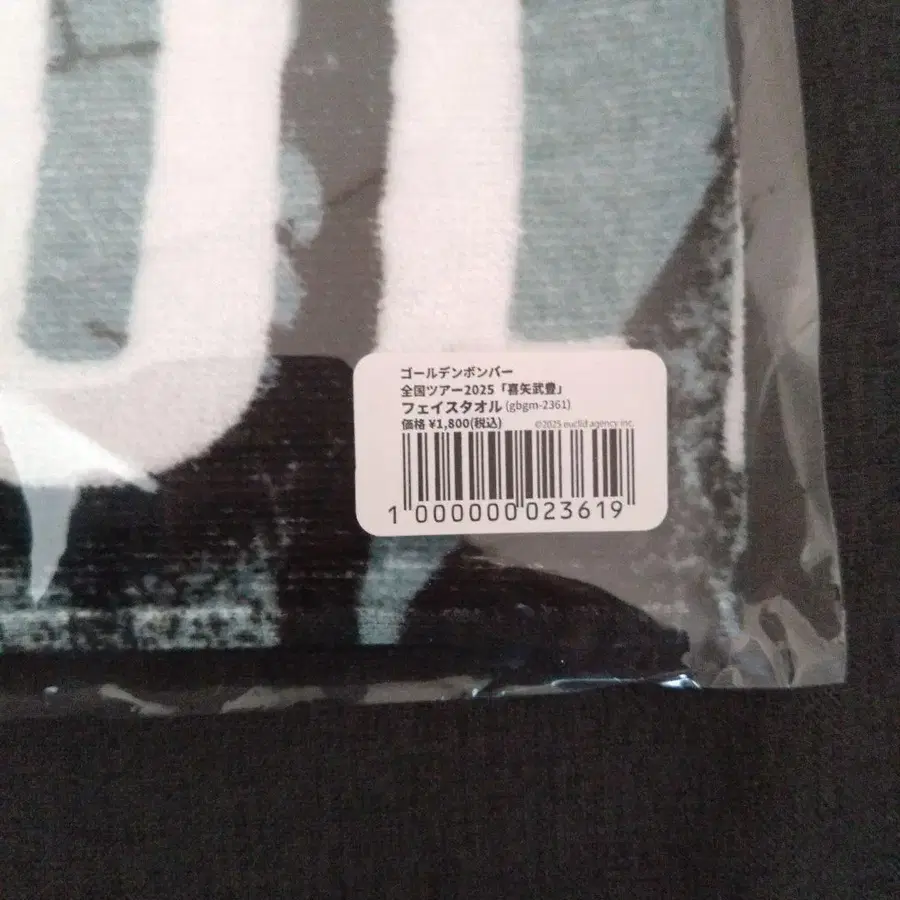 ゴールデンボンバー
全国ツアー2025「喜矢武豊」
フェイスタオル (gbgm-2361)
価格 ¥1,800(税込) ©2025 euclid agency inc.
1 000000 023619